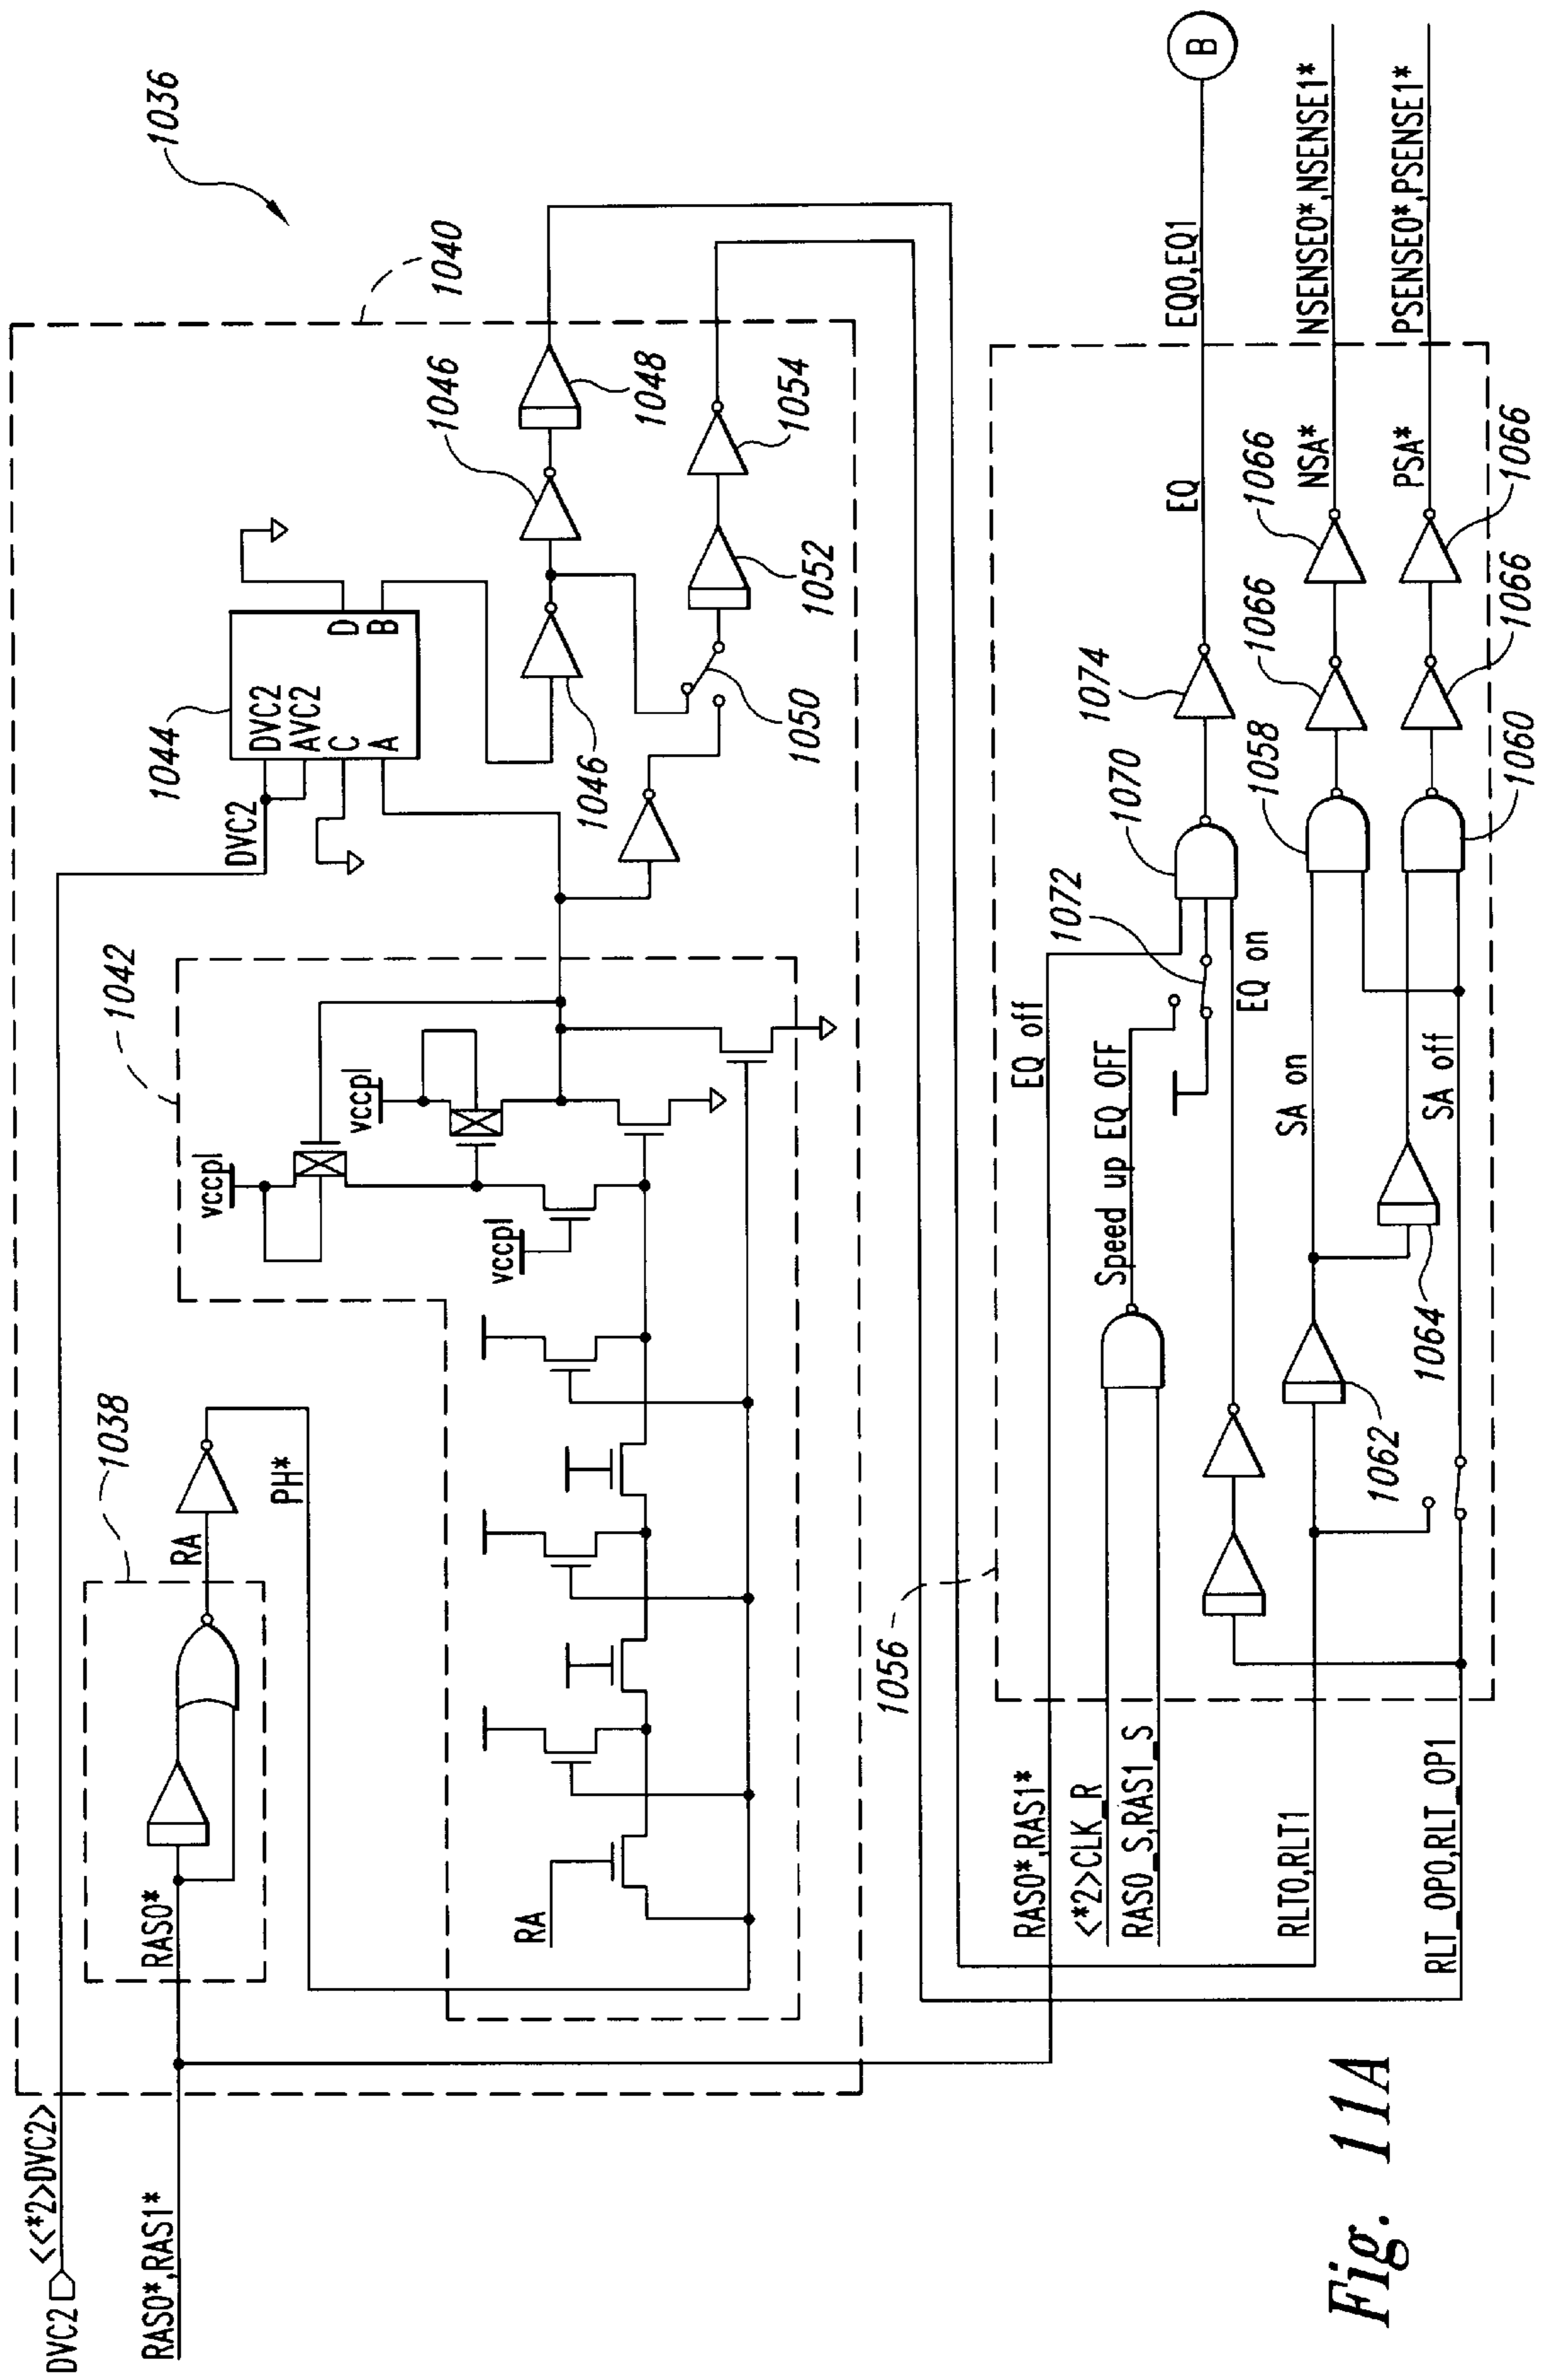 1036
DVC2
<<*2>DVC2>
RAS0*,RAS1*
1038
RAS0*
RA
PH*
1040
1042
vccpl
vccpl
vccpl
RA
1044
DVC2
DVC2
AVC2
C
A
D
B
1046
1046
1048
1050
1052
1054
1056
RAS0*,RAS1*
<*2>CLK_R
RAS0_S,RAS1_S
RLT0,RLT1
RLT_OP0,RLT_OP1
EQ off
Speed up EQ OFF
EQ on
SA on
SA off
1062
1064
1072
1070
1074
1058
1060
1066
1066
1066
1066
EQ
NSA*
PSA*
EQ0,EQ1
B
NSENSE0*,NSENSE1*
PSENSE0*,PSENSE1*
Fig. 11A